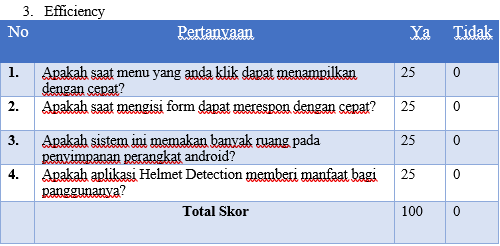 3. Efficiency
No Pertanyaan Ya Tidak
1. Apakah saat menu yang anda klik dapat menampilkan 25 0
dengan cepat?
2. Apakah saat mengisi form dapat merespon dengan cepat? 25 0
3. Apakah sistem ini memakan banyak ruang pada 25 0
penyimpanan perangkat android?
4. Apakah aplikasi Helmet Detection memberi manfaat bagi 25 0
panggunanya?
Total Skor 100 0